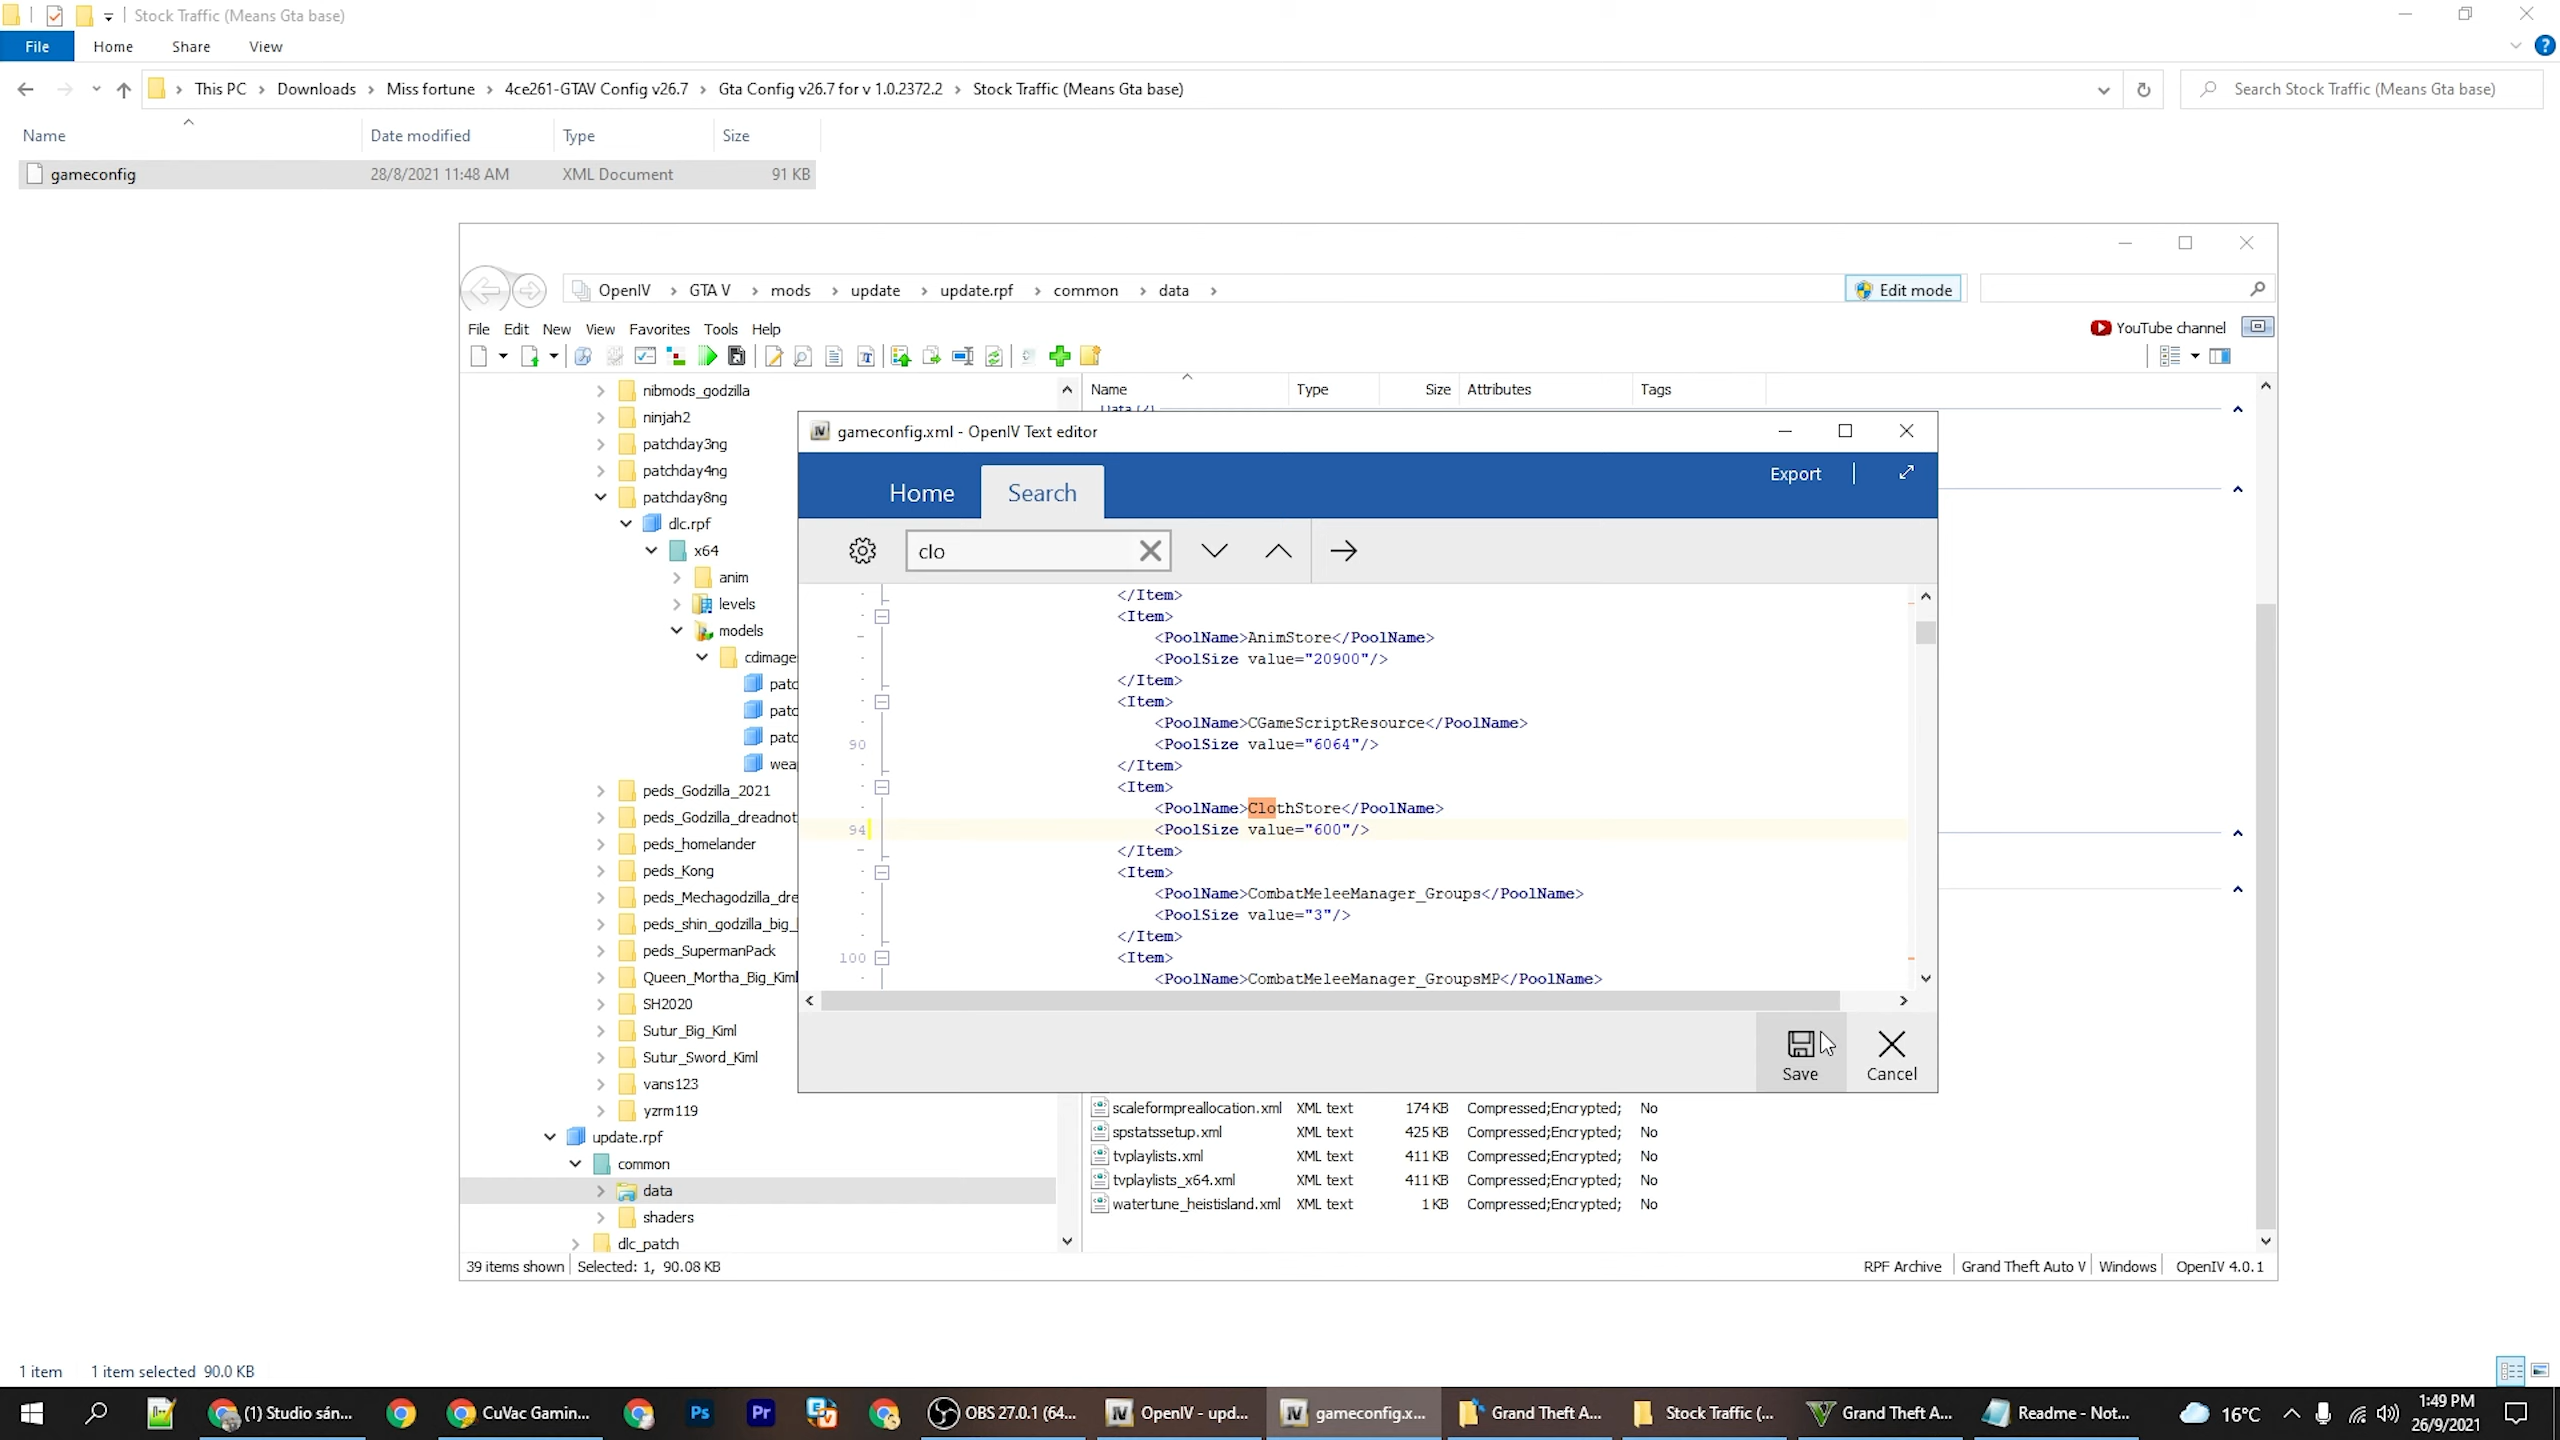 Stock Traffic (Means Gta base)
File Home Share View
This PC > Downloads > Miss fortune > 4ce261-GTAV Config v26.7 > Gta Config v26.7 for v 1.0.2372.2 > Stock Traffic (Means Gta base)
Search Stock Traffic (Means Gta base)
Name Date modified Type Size
gameconfig 28/8/2021 11:48 AM XML Document 91 KB
OpenIV > GTA V > mods > update > update.rpf > common > data >
Edit mode
File Edit New View Favorites Tools Help
YouTube channel
nibmods_godzilla
ninjah2
patchday3ng
patchday4ng
patchday8ng
dlc.rpf
x64
anim
levels
models
cdimage
patc
patc
patc
wea
peds_Godzilla_2021
peds_Godzilla_dreadnot
peds_homelander
peds_Kong
peds_Mechagodzilla_dre
peds_shin_godzilla_big_
peds_SupermanPack
Queen_Mortha_Big_Kiml
SH2020
Sutur_Big_Kiml
Sutur_Sword_Kiml
vans123
yzrm119
update.rpf
common
data
shaders
dlc_patch
Name Type Size Attributes Tags
Data (2)
gameconfig.xml - OpenIV Text editor
Home Search Export
clo
</Item>
<Item>
<PoolName>AnimStore</PoolName>
<PoolSize value="20900"/>
</Item>
<Item>
<PoolName>CGameScriptResource</PoolName>
90 <PoolSize value="6064"/>
</Item>
<Item>
<PoolName>ClothStore</PoolName>
94 <PoolSize value="600"/>
</Item>
<Item>
<PoolName>CombatMeleeManager_Groups</PoolName>
<PoolSize value="3"/>
</Item>
100 <Item>
<PoolName>CombatMeleeManager_GroupsMP</PoolName>
Save Cancel
scaleformpreallocation.xml XML text 174 KB Compressed;Encrypted; No
spstatssetup.xml XML text 425 KB Compressed;Encrypted; No
tvplaylists.xml XML text 411 KB Compressed;Encrypted; No
tvplaylists_x64.xml XML text 411 KB Compressed;Encrypted; No
watertune_heistisland.xml XML text 1 KB Compressed;Encrypted; No
39 items shown Selected: 1, 90.08 KB
RPF Archive Grand Theft Auto V Windows OpenIV 4.0.1
1 item 1 item selected 90.0 KB
(1) Studio sán...
CuVac Gamin...
Ps
Pr
OBS 27.0.1 (64...
OpenIV - upd...
gameconfig.x...
Grand Theft A...
Stock Traffic (...
Grand Theft A...
Readme - Not...
16°C
1:49 PM
26/9/2021